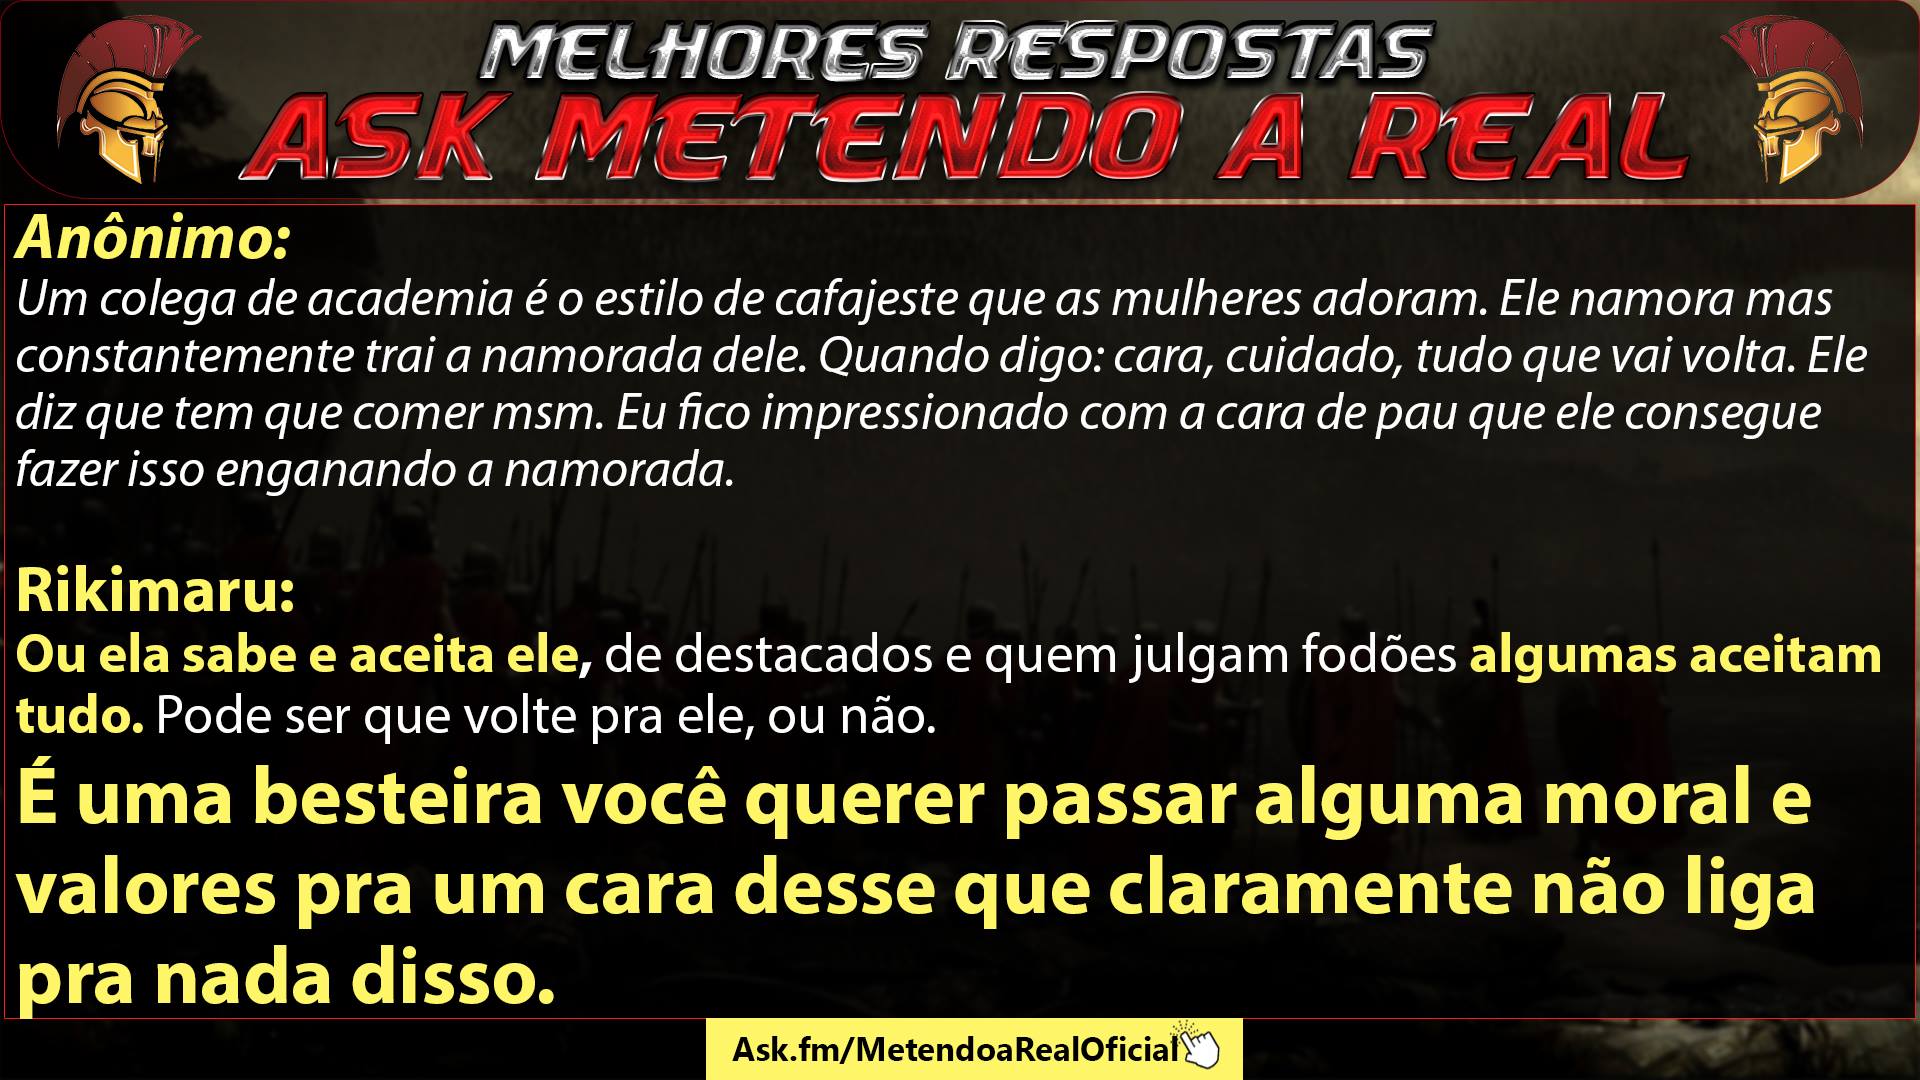 MELHORES RESPOSTAS
ASK METENDO A REAL
Anônimo:
Um colega de academia é o estilo de cafajeste que as mulheres adoram. Ele namora mas
constantemente trai a namorada dele. Quando digo: cara, cuidado, tudo que vai volta. Ele
diz que tem que comer msm. Eu fico impressionado com a cara de pau que ele consegue
fazer isso enganando a namorada.
Rikimaru:
Ou ela sabe e aceita ele, de destacados e quem julgam fodões algumas aceitam
tudo. Pode ser que volte pra ele, ou não.
É uma besteira você querer passar alguma moral e
valores pra um cara desse que claramente não liga
pra nada disso.
Ask.fm/MetendoaRealOficial